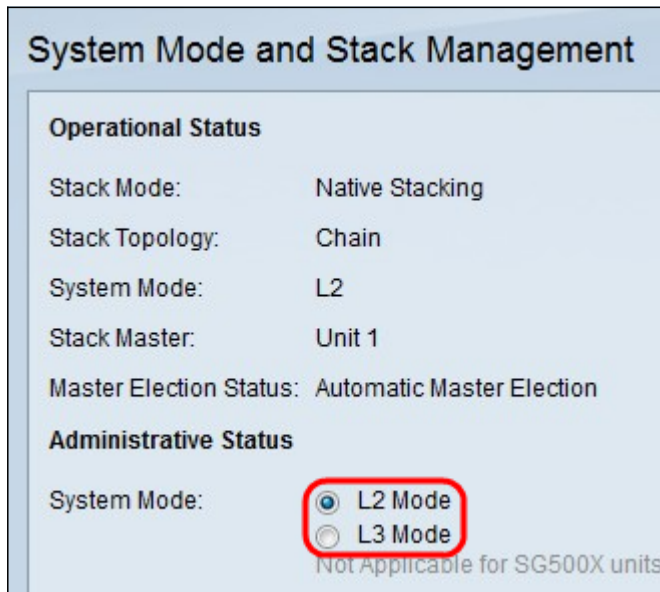 System Mode and Stack Management
Operational Status
Stack Mode: Native Stacking
Stack Topology: Chain
System Mode: L2
Stack Master: Unit 1
Master Election Status: Automatic Master Election
Administrative Status
System Mode: L2 Mode
L3 Mode
Not Applicable for SG500X units